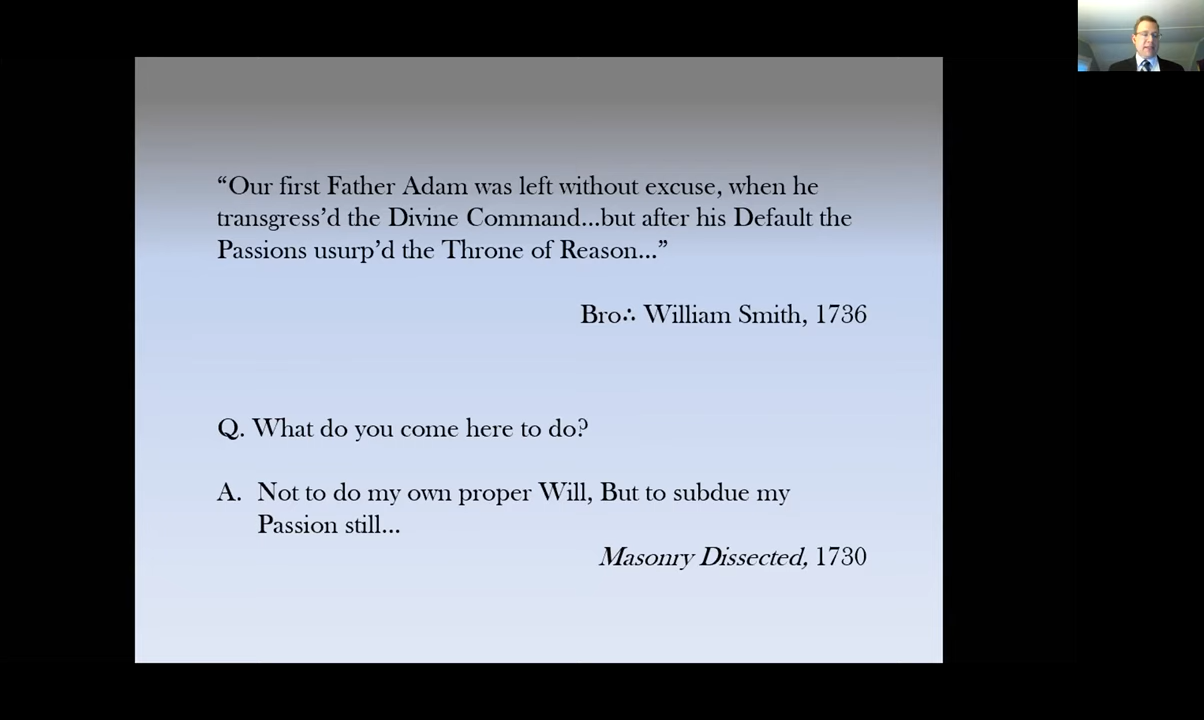 “Our first Father Adam was left without excuse, when he
transgress’d the Divine Command...but after his Default the
Passions usurp’d the Throne of Reason...”
Bro∴ William Smith, 1736
Q. What do you come here to do?
A. Not to do my own proper Will, But to subdue my
Passion still...
Masonry Dissected, 1730